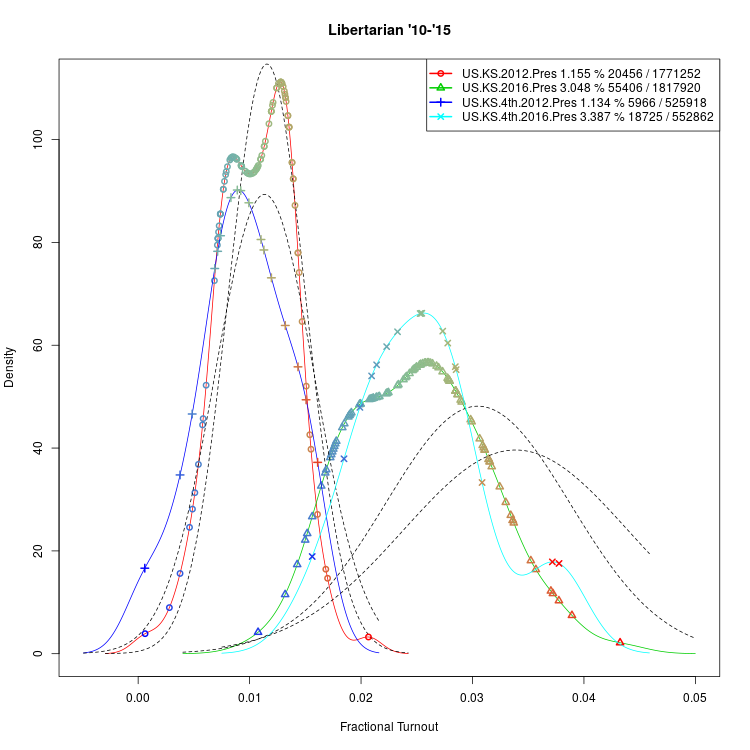 Libertarian '10-'15
US.KS.2012.Pres 1.155 % 20456 / 1771252
US.KS.2016.Pres 3.048 % 55406 / 1817920
US.KS.4th.2012.Pres 1.134 % 5966 / 525918
US.KS.4th.2016.Pres 3.387 % 18725 / 552862
Density
100
80
60
40
20
0
0.00 0.01 0.02 0.03 0.04 0.05
Fractional Turnout